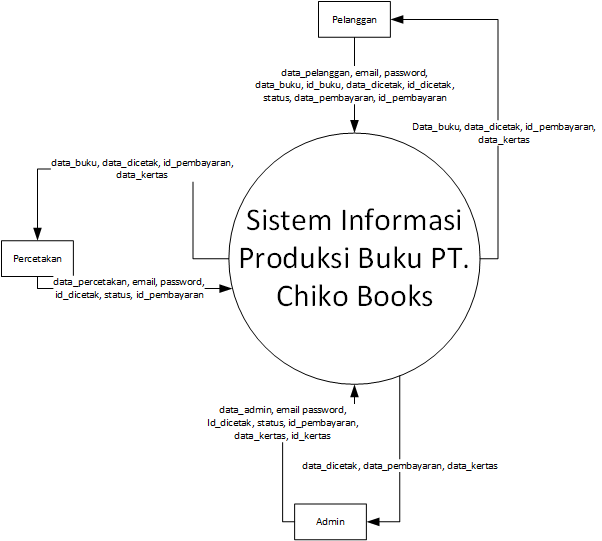 Pelanggan
data_pelanggan, email, password,
data_buku, id_buku, data_dicetak, id_dicetak,
status, data_pembayaran, id_pembayaran
Data_buku, data_dicetak, id_pembayaran,
data_kertas
data_buku, data_dicetak, id_pembayaran,
data_kertas
Sistem Informasi
Produksi Buku PT.
Chiko Books
Percetakan
data_percetakan, email, password,
id_dicetak, status, id_pembayaran
data_admin, email password,
Id_dicetak, status, id_pembayaran,
data_kertas, id_kertas
data_dicetak, data_pembayaran, data_kertas
Admin